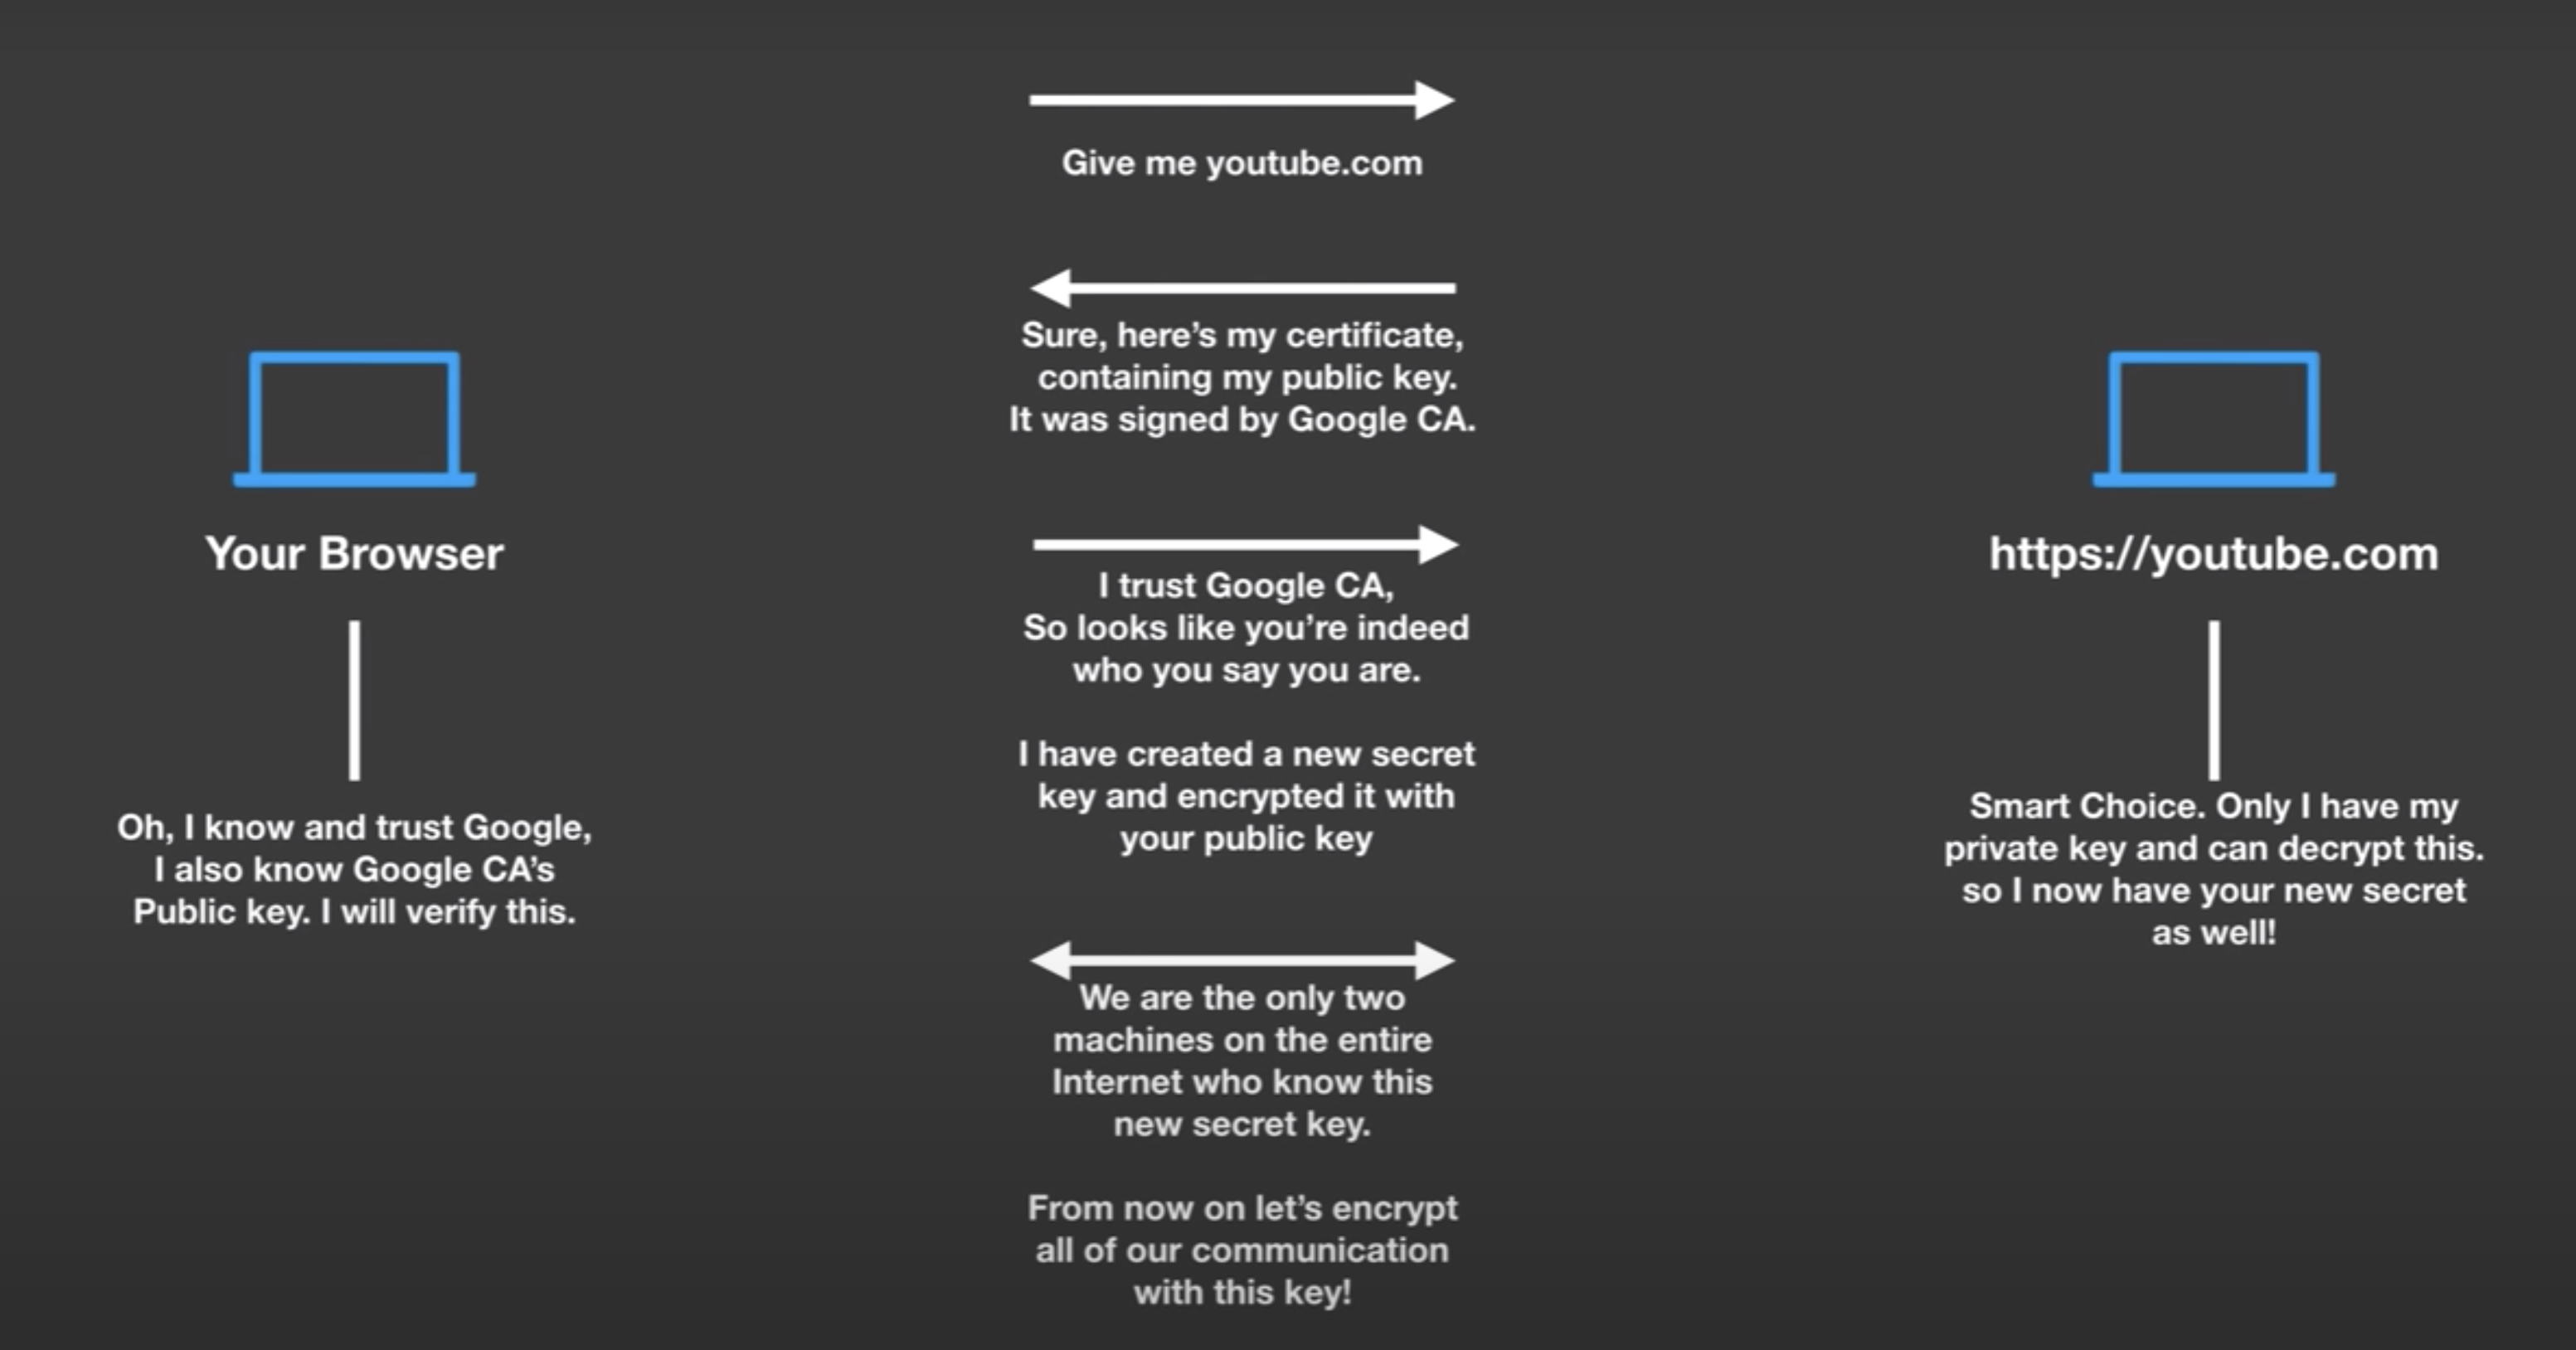 Give me youtube.com
Sure, here's my certificate,
containing my public key.
It was signed by Google CA.
Your Browser
https://youtube.com
I trust Google CA,
So looks like you're indeed
who you say you are.
I have created a new secret
key and encrypted it with
your public key
Oh, I know and trust Google,
I also know Google CA's
Public key. I will verify this.
Smart Choice. Only I have my
private key and can decrypt this.
so I now have your new secret
as well!
We are the only two
machines on the entire
Internet who know this
new secret key.
From now on let's encrypt
all of our communication
with this key!